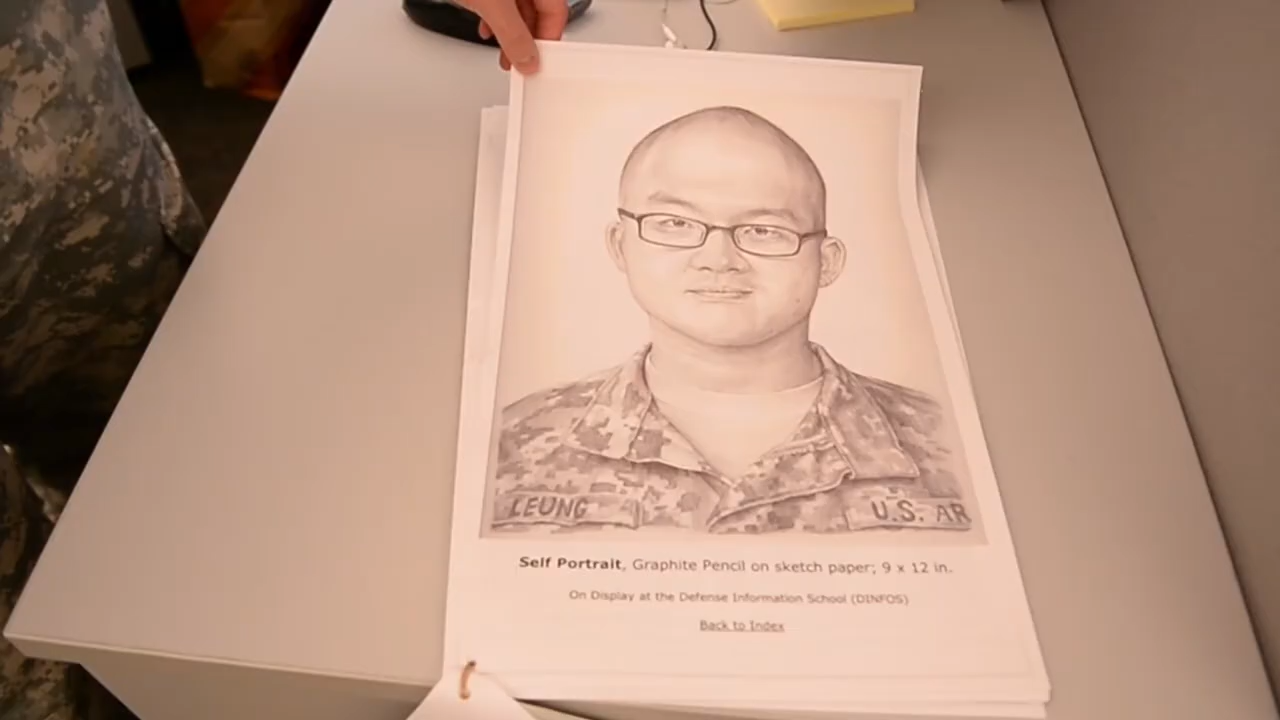 LEUNG
U.S. AR
Self Portrait, Graphite Pencil on sketch paper; 9 x 12 in.
On Display at the Defense Information School (DINFOS)
Back to Index